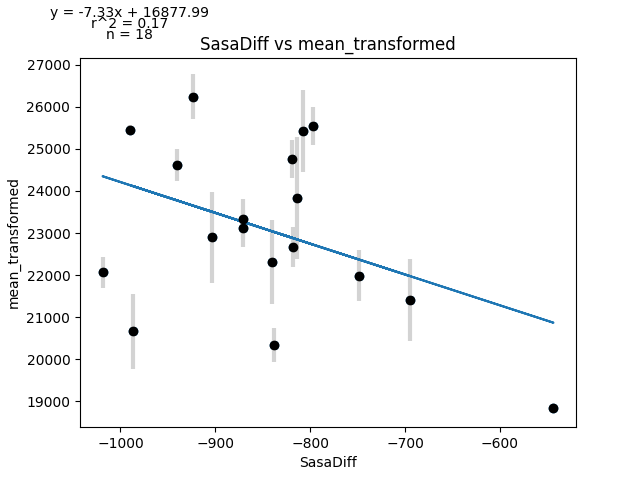 y = -7.33x + 16877.99
r^2 = 0.17
n = 18
SasaDiff vs mean_transformed
27000
26000
25000
24000
23000
22000
21000
20000
19000
mean_transformed
−1000
−900
−800
−700
−600
SasaDiff